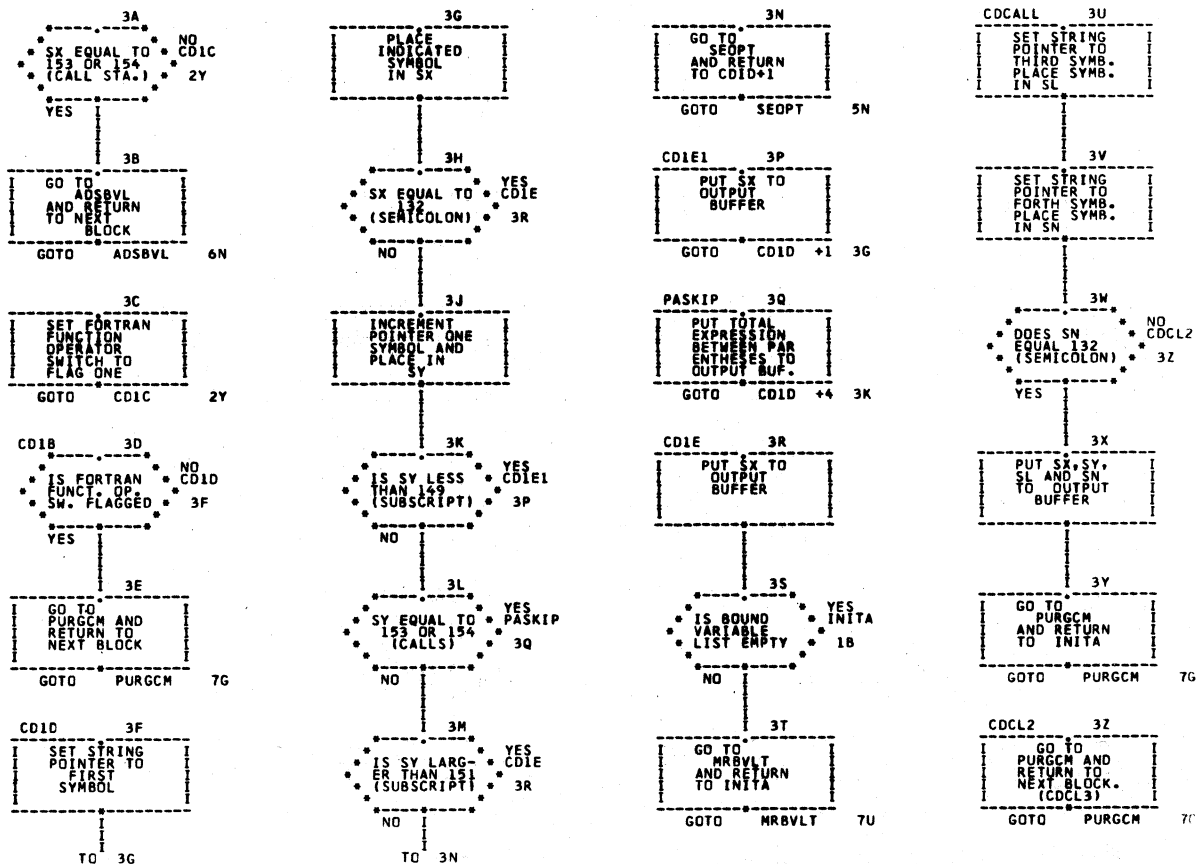 3A
SX EQUAL TO
153 OR 154
(CALL STA.)
NO
CD1C
2Y
YES
3B
GO TO
ADSBVL
AND RETURN
TO NEXT
BLOCK
GOTO ADSBVL 6N
3C
SET FORTRAN
FUNCTION
OPERATOR
SWITCH TO
FLAG ONE
GOTO CD1C 2Y
CD1B 3D
IS FORTRAN
FUNCT. OP.
SW. FLAGGED
NO
CD1D
3F
YES
3E
GO TO
PURGCM AND
RETURN TO
NEXT BLOCK
GOTO PURGCM 7G
CD1D 3F
SET STRING
POINTER TO
FIRST
SYMBOL
TO 3G
3G
PLACE
INDICATED
SYMBOL
IN SX
3H
SX EQUAL TO
132
(SEMICOLON)
YES
CD1E
3R
NO
3J
INCREMENT
POINTER ONE
SYMBOL AND
PLACE IN
SY
3K
IS SY LESS
THAN 149
(SUBSCRIPT)
YES
CD1E1
3P
NO
3L
SY EQUAL TO
153 OR 154
(CALLS)
YES
PASKIP
3Q
NO
3M
IS SY LARG-
ER THAN 151
(SUBSCRIPT)
YES
CD1E
3R
NO
TO 3N
3N
GO TO
SEOPT
AND RETURN
TO CDID+1
GOTO SEOPT 5N
CD1E1 3P
PUT SX TO
OUTPUT
BUFFER
GOTO CD1D +1 3G
PASKIP 3Q
PUT TOTAL
EXPRESSION
BETWEEN PAR
ENTHESES TO
OUTPUT BUF.
GOTO CD1D +4 3K
CD1E 3R
PUT SX TO
OUTPUT
BUFFER
3S
IS BOUND
VARIABLE
LIST EMPTY
YES
INITA
1B
NO
3T
GO TO
MRBVLT
AND RETURN
TO INITA
GOTO MRBVLT 7U
CDCALL 3U
SET STRING
POINTER TO
THIRD SYMB.
PLACE SYMB.
IN SL
3V
SET STRING
POINTER TO
FORTH SYMB.
PLACE SYMB.
IN SN
3W
DOES SN
EQUAL 132
(SEMICOLON)
NO
CDCL2
3Z
YES
3X
PUT SX,SY,
SL AND SN
TO OUTPUT
BUFFER
3Y
GO TO
PURGCM
AND RETURN
TO INITA
GOTO PURGCM 7G
CDCL2 3Z
GO TO
PURGCM AND
RETURN TO
NEXT BLOCK.
(CDCL3)
GOTO PURGCM